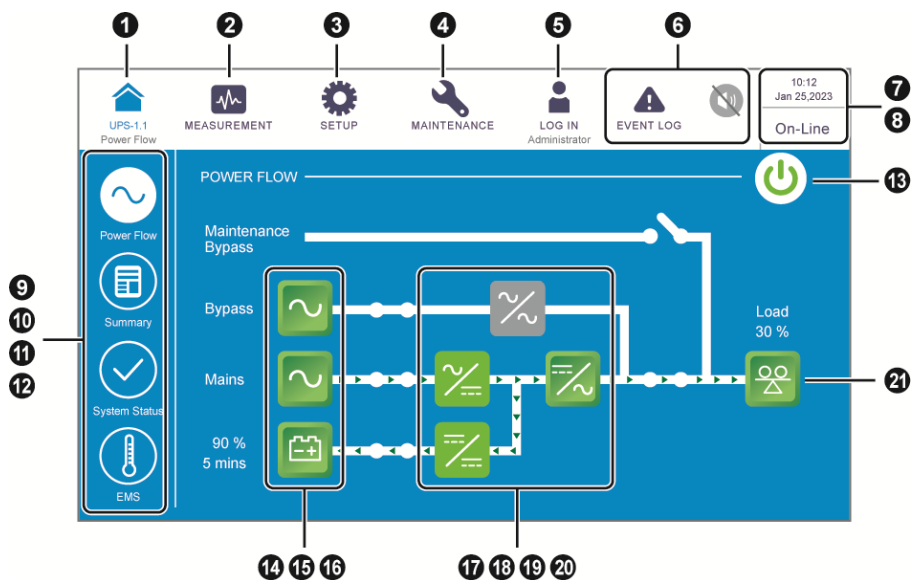 1 2 3 4 5 6
10:12
Jan 25,2023
7
8
On-Line
UPS-1.1
Power Flow
MEASUREMENT
SETUP
MAINTENANCE
LOG IN
Administrator
EVENT LOG
POWER FLOW
13
Power Flow
Maintenance
Bypass
9
10
11
12
Summary
Bypass
Load
30 %
System Status
Mains
21
90 %
5 mins
EMS
14 15 16
17 18 19 20